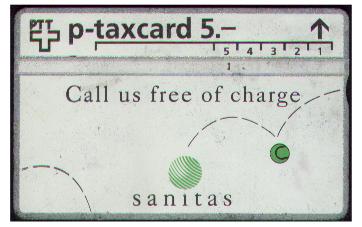 PTT p-taxcard 5.–
5 4 3 2 1
1
Call us free of charge
sanitas